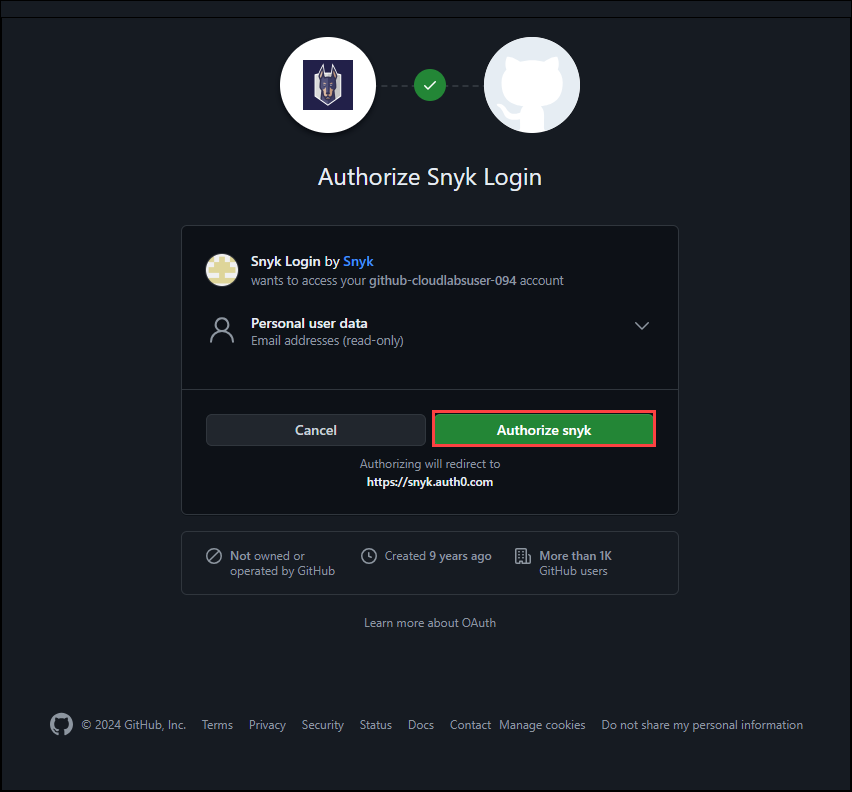 Authorize Snyk Login
Snyk Login by Snyk
wants to access your github-cloudlabsuser-094 account
Personal user data
Email addresses (read-only)
Cancel
Authorize snyk
Authorizing will redirect to
https://snyk.auth0.com
Not owned or
operated by GitHub
Created 9 years ago
More than 1K
GitHub users
Learn more about OAuth
© 2024 GitHub, Inc. Terms Privacy Security Status Docs Contact Manage cookies Do not share my personal information